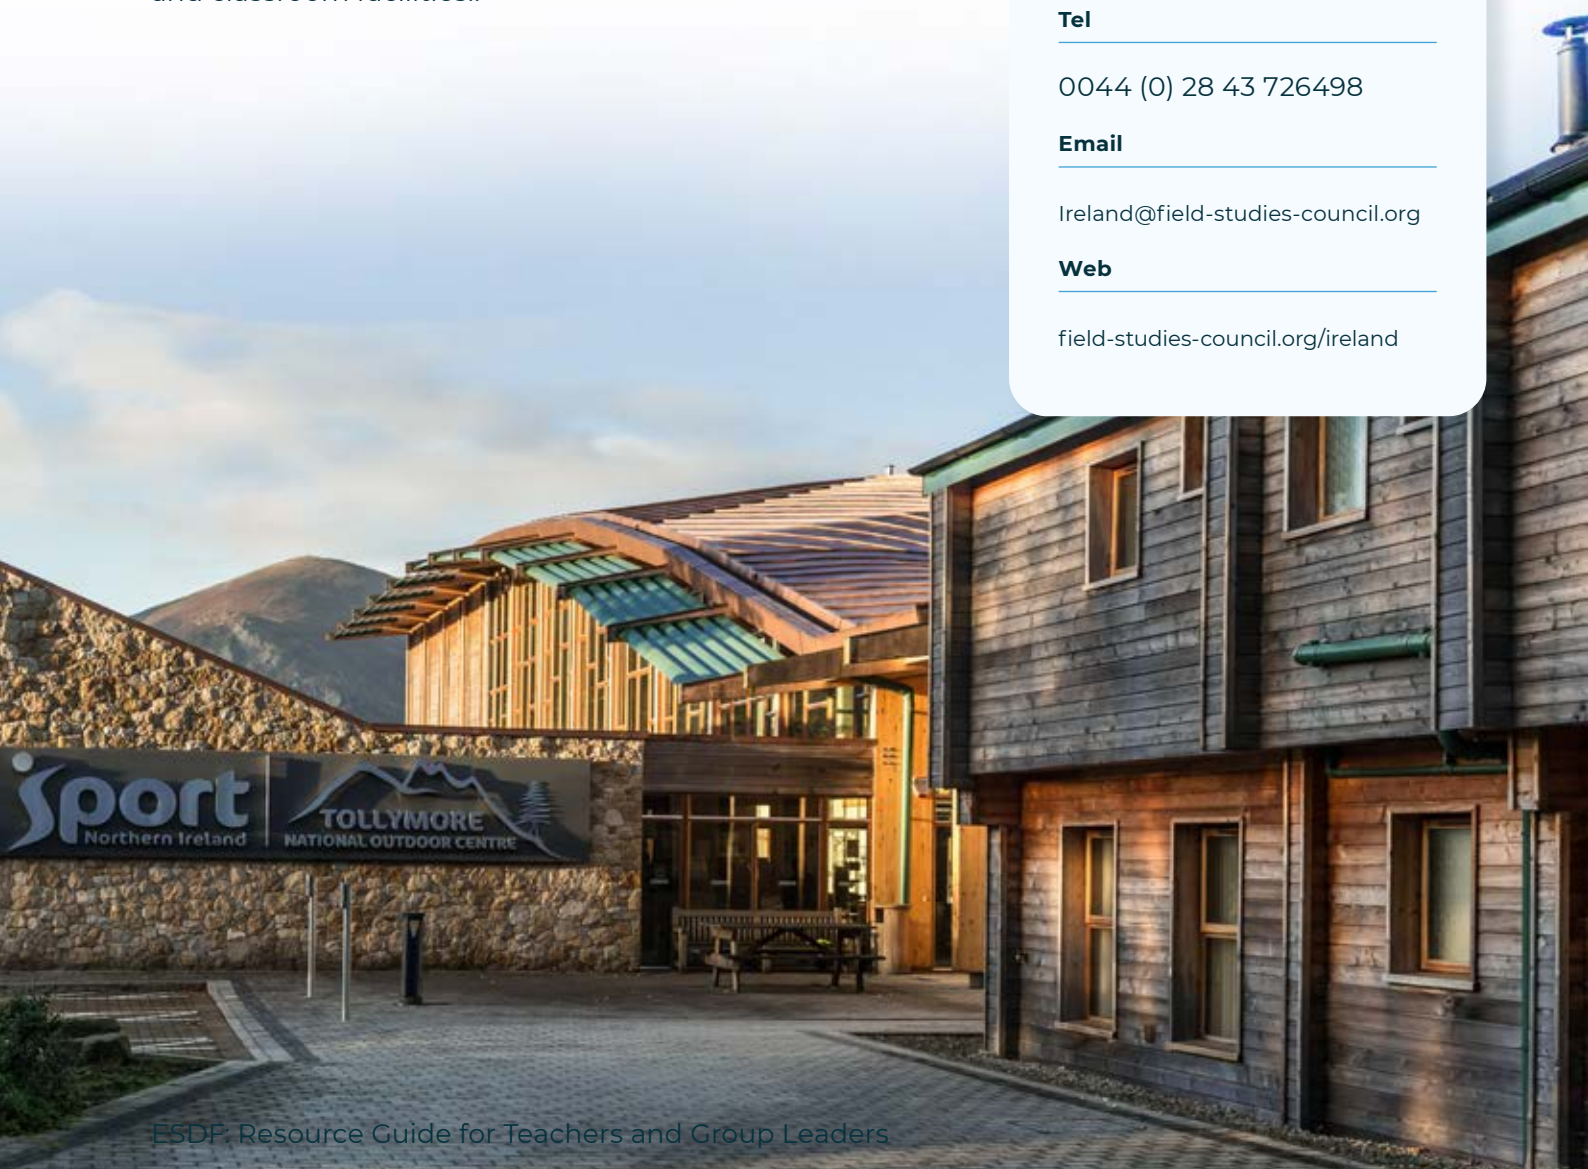 Tel
0044 (0) 28 43 726498
Email
Ireland@field-studies-council.org
Web
field-studies-council.org/ireland
Sport
Northern Ireland
TOLLYMORE
NATIONAL OUTDOOR CENTRE
ESDF: Resource Guide for Teachers and Group Leaders